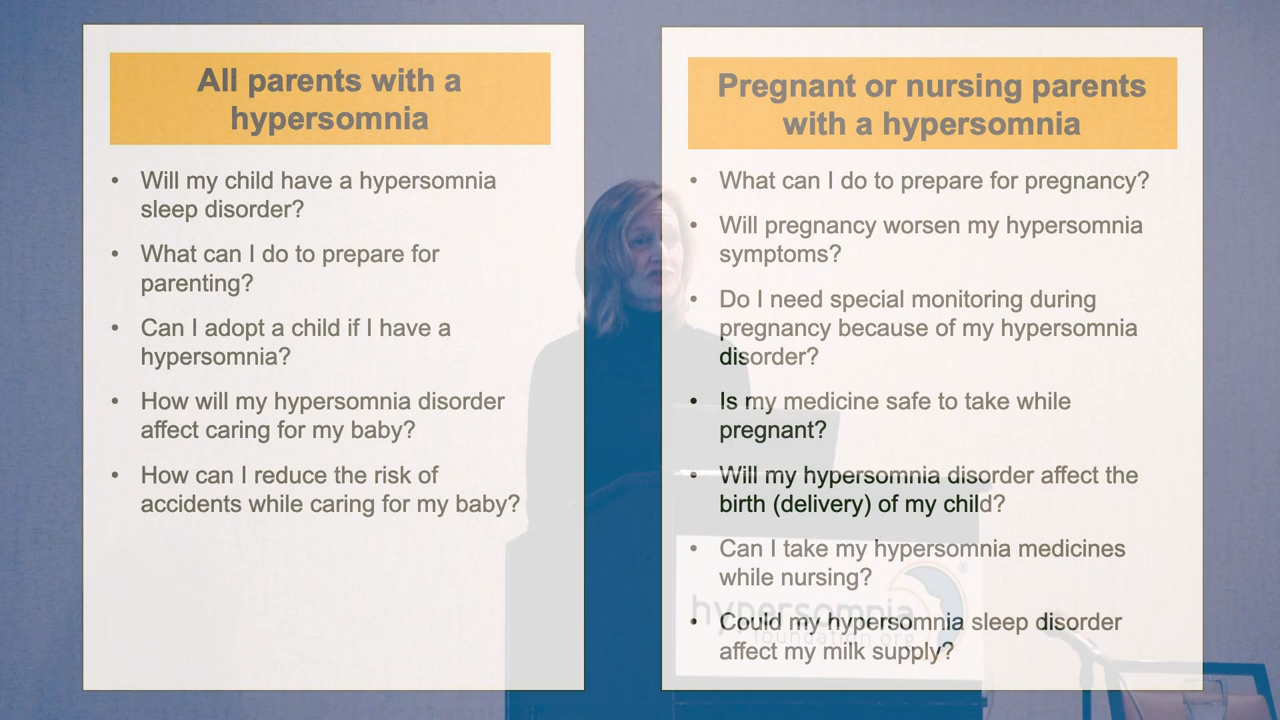 All parents with a
hypersomnia
• Will my child have a hypersomnia
sleep disorder?
• What can I do to prepare for
parenting?
• Can I adopt a child if I have a
hypersomnia?
• How will my hypersomnia disorder
affect caring for my baby?
• How can I reduce the risk of
accidents while caring for my baby?
Pregnant or nursing parents
with a hypersomnia
• What can I do to prepare for pregnancy?
• Will pregnancy worsen my hypersomnia
symptoms?
• Do I need special monitoring during
pregnancy because of my hypersomnia
disorder?
• Is my medicine safe to take while
pregnant?
• Will my hypersomnia disorder affect the
birth (delivery) of my child?
• Can I take my hypersomnia medicines
while nursing?
• Could my hypersomnia sleep disorder
affect my milk supply?
hypersomnia ®
foundation.org